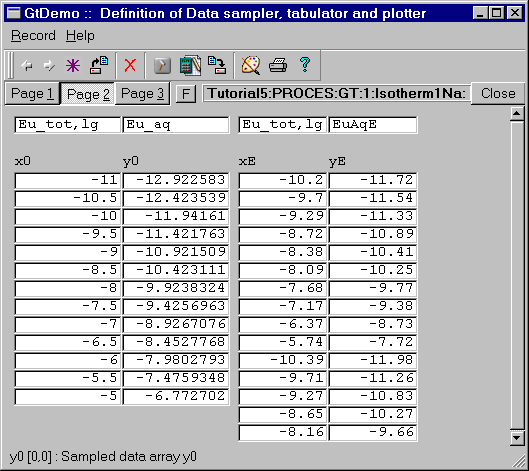 GtDemo :: Definition of Data sampler, tabulator and plotter
Record Help
Page 1 Page 2 Page 3 F Tutorial5:PROCES:GT:1:Isotherm1Na: Close
Eu_tot,lg Eu_aq Eu_tot,lg EuAqE
x0 y0 xE yE
-11 -12.922583 -10.2 -11.72
-10.5 -12.423539 -9.7 -11.54
-10 -11.94161 -9.29 -11.33
-9.5 -11.421763 -8.72 -10.89
-9 -10.921509 -8.38 -10.41
-8.5 -10.423111 -8.09 -10.25
-8 -9.9238324 -7.68 -9.77
-7.5 -9.4256963 -7.17 -9.38
-7 -8.9267076 -6.37 -8.73
-6.5 -8.4527768 -5.74 -7.72
-6 -7.9802793 -10.39 -11.98
-5.5 -7.4759348 -9.71 -11.26
-5 -6.772702 -9.27 -10.83
-8.65 -10.27
-8.16 -9.66
y0 [0,0] : Sampled data array y0